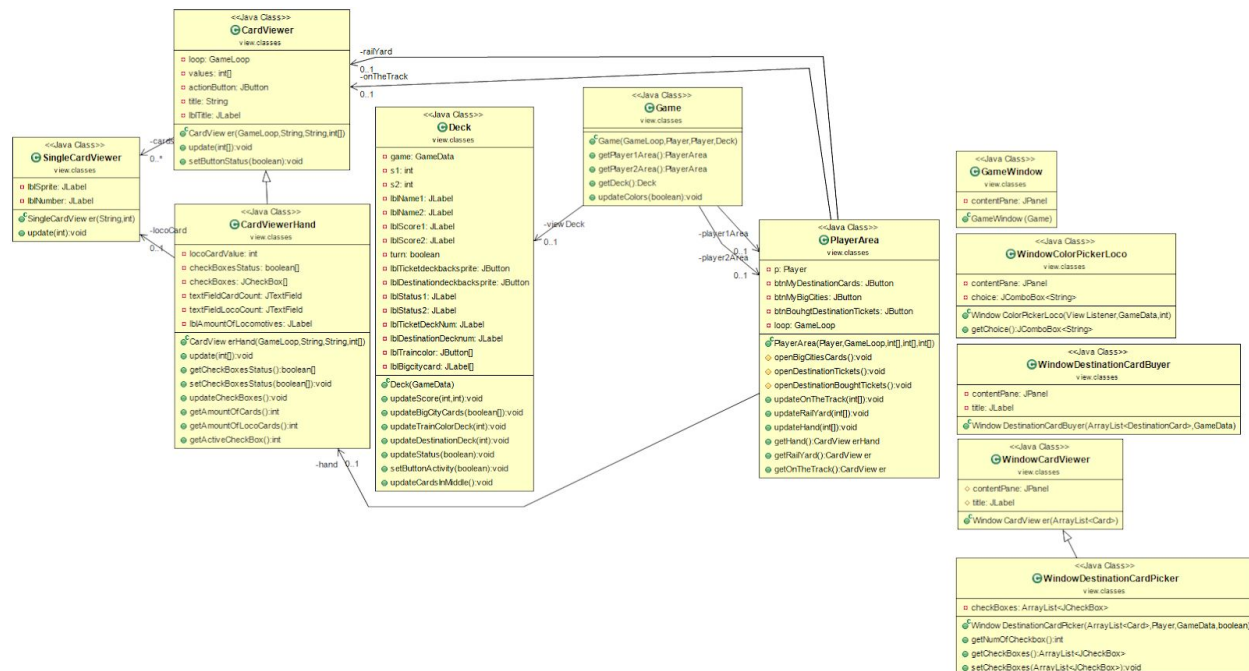 <<Java Class>>
CardViewer
view.classes
loop: GameLoop
values: int[]
actionButton: JButton
title: String
lblTitle: JLabel
CardViewer(GameLoop,String,String,int[])
update(int[]):void
setButtonStatus(boolean):void
-railYard
0..1
-onTheTrack
0..1
<<Java Class>>
SingleCardViewer
view.classes
lblSprite: JLabel
lblNumber: JLabel
SingleCardViewer(String,int)
update(int):void
-cards
0..*
-locoCard
0..1
<<Java Class>>
CardViewerHand
view.classes
locoCardValue: int
checkBoxesStatus: boolean[]
checkBoxes: JCheckBox[]
textFieldCardCount: JTextField
textFieldLocoCount: JTextField
lblAmountOfLocomotives: JLabel
CardViewerHand(GameLoop,String,String,int[])
update(int[]):void
getCheckBoxesStatus():boolean[]
setCheckBoxesStatus(boolean[]):void
updateCheckBoxes():void
getAmountOfCards():int
getAmountOfLocoCards():int
getActiveCheckBox():int
-hand
0..1
<<Java Class>>
Deck
view.classes
game: GameData
s1: int
s2: int
lblName1: JLabel
lblName2: JLabel
lblScore1: JLabel
lblScore2: JLabel
turn: boolean
lblTicketdeckbacksprite: JButton
lblDestinationdeckbacksprite: JButton
lblStatus1: JLabel
lblStatus2: JLabel
lblTicketDeckNum: JLabel
lblDestinationDecknum: JLabel
lblTraincolor: JButton[]
lblBigcitycard: JLabel[]
Deck(GameData)
updateScore(int,int):void
updateBigCityCards(boolean[]):void
updateTrainColorDeck(int):void
updateDestinationDeck(int):void
updateStatus(boolean):void
setButtonActivity(boolean):void
updateCardsInMiddle():void
<<Java Class>>
Game
view.classes
Game(GameLoop,Player,Player,Deck)
getPlayer1Area():PlayerArea
getPlayer2Area():PlayerArea
getDeck():Deck
updateColors(boolean):void
-viewDeck
0..1
-player1Area
0..1
-player2Area
0..1
<<Java Class>>
PlayerArea
view.classes
p: Player
btnMyDestinationCards: JButton
btnMyBigCities: JButton
btnBouhgtDestinationTickets: JButton
loop: GameLoop
PlayerArea(Player,GameLoop,int[],int[],int[])
openBigCitiesCards():void
openDestinationTickets():void
openDestinationBoughtTickets():void
updateOnTheTrack(int[]):void
updateRailYard(int[]):void
updateHand(int[]):void
getHand():CardViewerHand
getRailYard():CardViewer
getOnTheTrack():CardViewer
<<Java Class>>
GameWindow
view.classes
contentPane: JPanel
GameWindow(Game)
<<Java Class>>
WindowColorPickerLoco
view.classes
contentPane: JPanel
choice: JComboBox<String>
WindowColorPickerLoco(ViewListener,GameData,int)
getChoice():JComboBox<String>
<<Java Class>>
WindowDestinationCardBuyer
view.classes
contentPane: JPanel
title: JLabel
WindowDestinationCardBuyer(ArrayList<DestinationCard>,GameData)
<<Java Class>>
WindowCardViewer
view.classes
contentPane: JPanel
title: JLabel
WindowCardViewer(ArrayList<Card>)
<<Java Class>>
WindowDestinationCardPicker
view.classes
checkBoxes: ArrayList<JCheckBox>
WindowDestinationCardPicker(ArrayList<Card>,Player,GameData,boolean)
getNumOfCheckbox():int
getCheckBoxes():ArrayList<JCheckBox>
setCheckBoxes(ArrayList<JCheckBox>):void